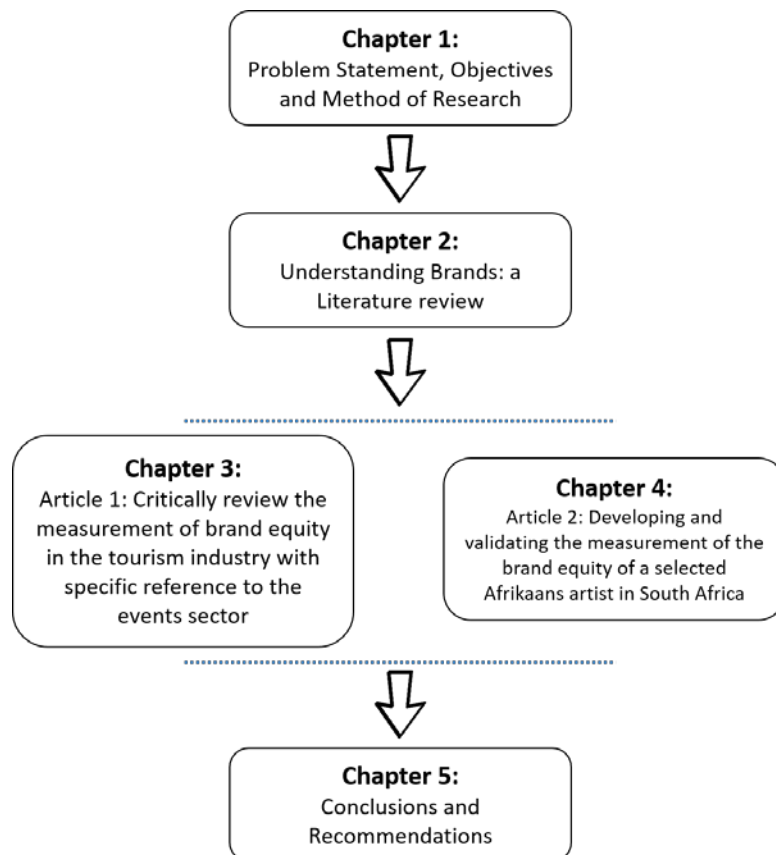 Chapter 1:
Problem Statement, Objectives
and Method of Research
Chapter 2:
Understanding Brands: a
Literature review
Chapter 3:
Article 1: Critically review the
measurement of brand equity
in the tourism industry with
specific reference to the
events sector
Chapter 4:
Article 2: Developing and
validating the measurement of the
brand equity of a selected
Afrikaans artist in South Africa
Chapter 5:
Conclusions and
Recommendations